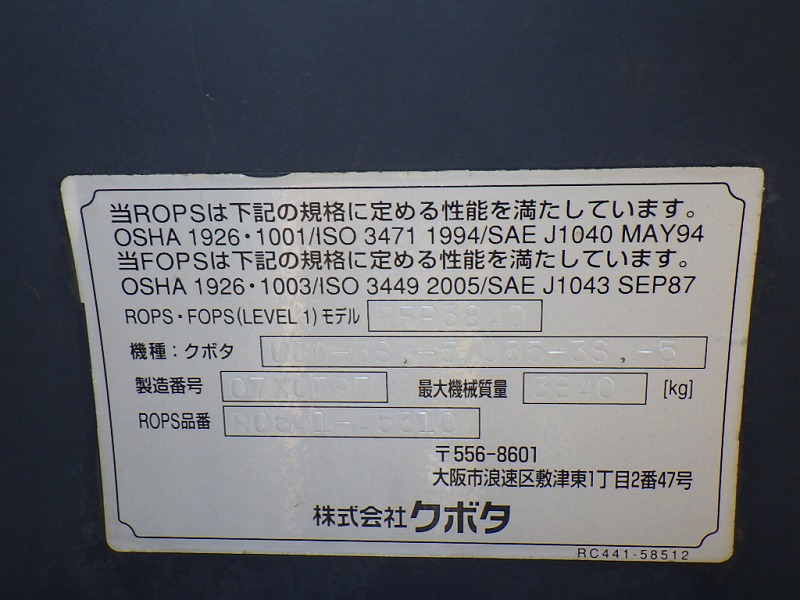 当ROPSは下記の規格に定める性能を満たしています。
OSHA 1926・1001/ISO 3471 1994/SAE J1040 MAY94
当FOPSは下記の規格に定める性能を満たしています。
OSHA 1926・1003/ISO 3449 2005/SAE J1043 SEP87
ROPS・FOPS(LEVEL 1)モデル
機種：クボタ U35-3S,-5
製造番号 最大機械質量 3840 [kg]
ROPS品番
〒556-8601
大阪市浪速区敷津東1丁目2番47号
株式会社クボタ
RC441-58512